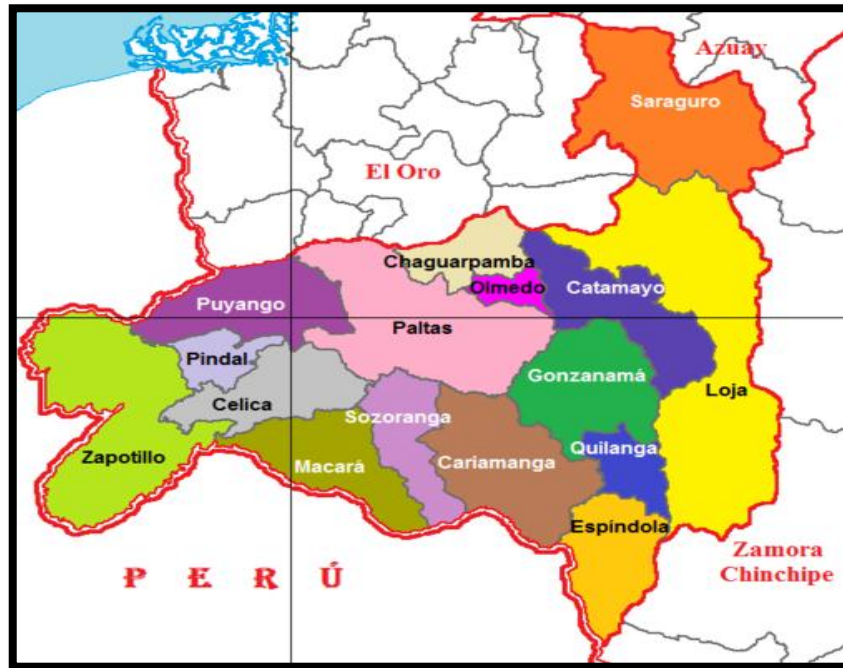 Azuay
Saraguro
El Oro
Chaguarpamba
Olmedo
Catamayo
Puyango
Paltas
Pindal
Gonzanamá
Loja
Celica
Sozoranga
Quilanga
Zapotillo
Macará
Cariamanga
Espíndola
Zamora
Chinchipe
PERÚ